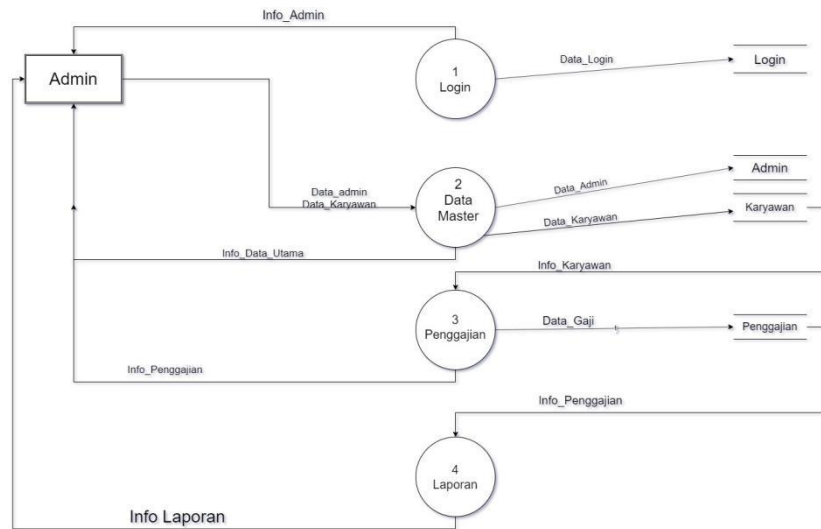 Info_Admin
Admin
1
Login
Data_Login
Login
Data_admin
Data_Karyawan
2
Data
Master
Data_Admin
Admin
Data_Karyawan
Karyawan
Info_Data_Utama
Info_Karyawan
3
Penggajian
Data_Gaji
Penggajian
Info_Penggajian
Info_Penggajian
4
Laporan
Info Laporan